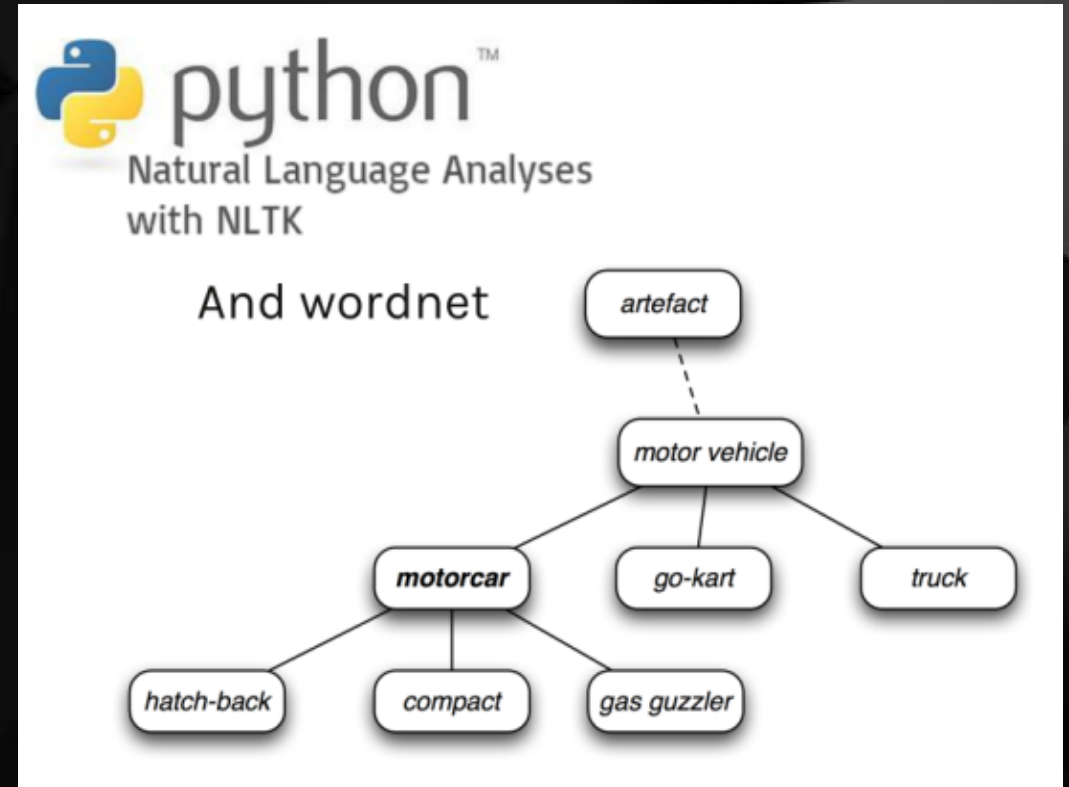 python™
Natural Language Analyses
with NLTK
And wordnet
artefact
motor vehicle
motorcar
go-kart
truck
hatch-back
compact
gas guzzler